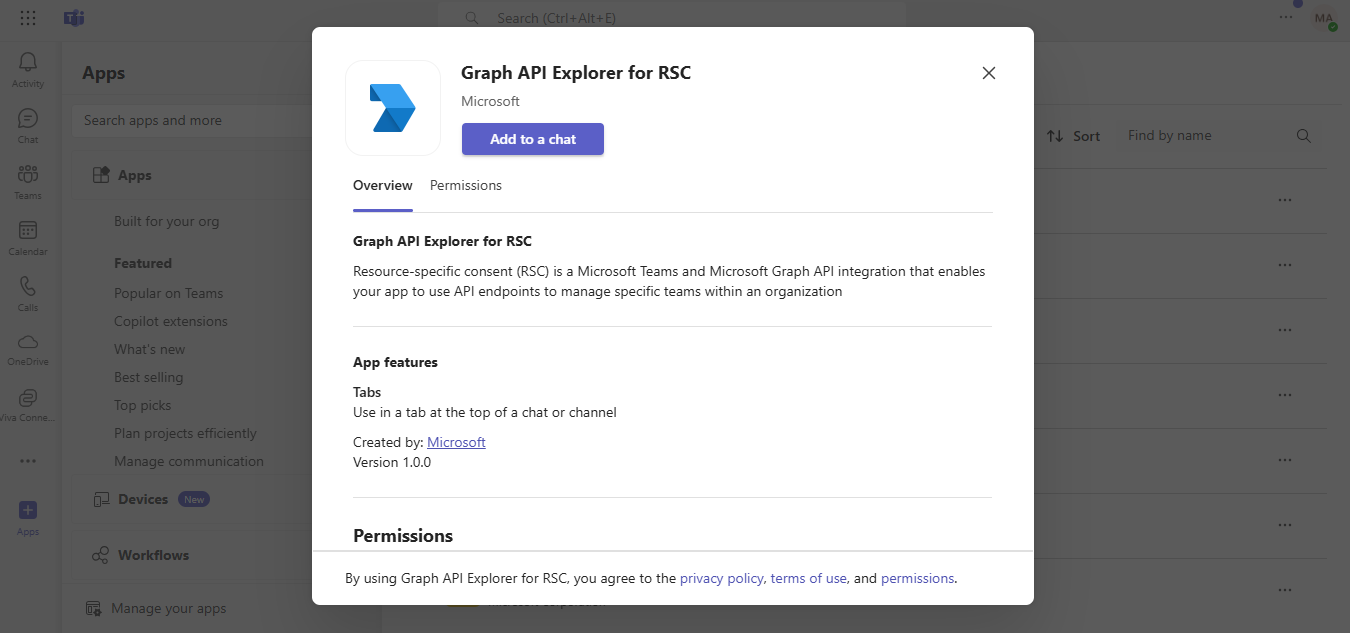 Search (Ctrl+Alt+E)
MA
Activity
Chat
Teams
Calendar
Calls
OneDrive
Viva Conne...
Apps
Apps
Search apps and more
Apps
Built for your org
Featured
Popular on Teams
Copilot extensions
What's new
Best selling
Top picks
Plan projects efficiently
Manage communication
Devices New
Workflows
Manage your apps
Graph API Explorer for RSC
Microsoft
Add to a chat
Overview Permissions
Graph API Explorer for RSC
Resource-specific consent (RSC) is a Microsoft Teams and Microsoft Graph API integration that enables
your app to use API endpoints to manage specific teams within an organization
App features
Tabs
Use in a tab at the top of a chat or channel
Created by: Microsoft
Version 1.0.0
Permissions
By using Graph API Explorer for RSC, you agree to the privacy policy, terms of use, and permissions.
Sort
Find by name